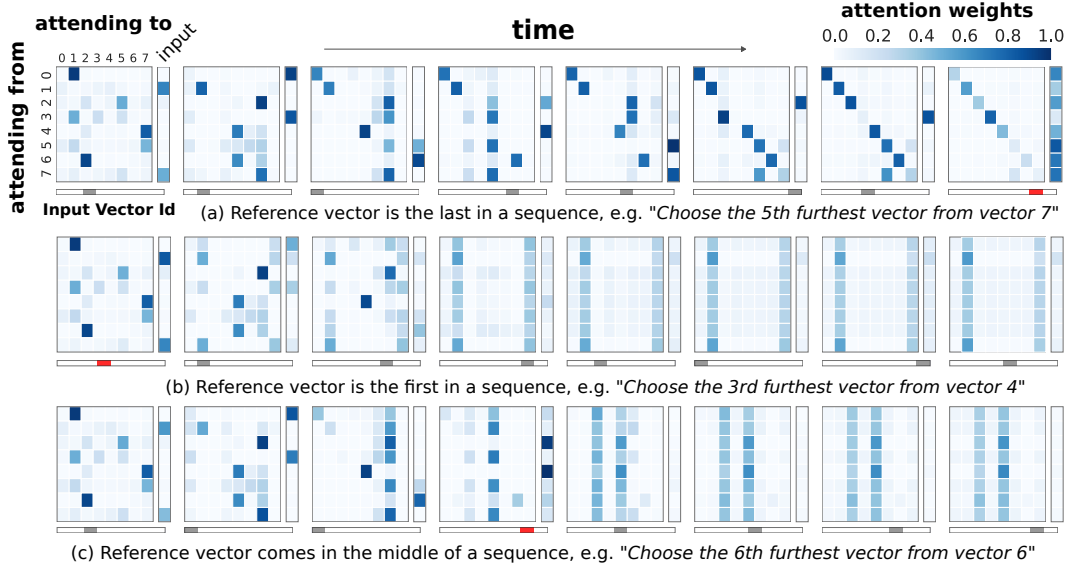 attending to
time
attention weights
attending from
0 1 2 3 4 5 6 7
input
0.0 0.2 0.4 0.6 0.8 1.0
0
1
2
3
4
5
6
7
Input Vector Id
(a) Reference vector is the last in a sequence, e.g. "Choose the 5th furthest vector from vector 7"
(b) Reference vector is the first in a sequence, e.g. "Choose the 3rd furthest vector from vector 4"
(c) Reference vector comes in the middle of a sequence, e.g. "Choose the 6th furthest vector from vector 6"